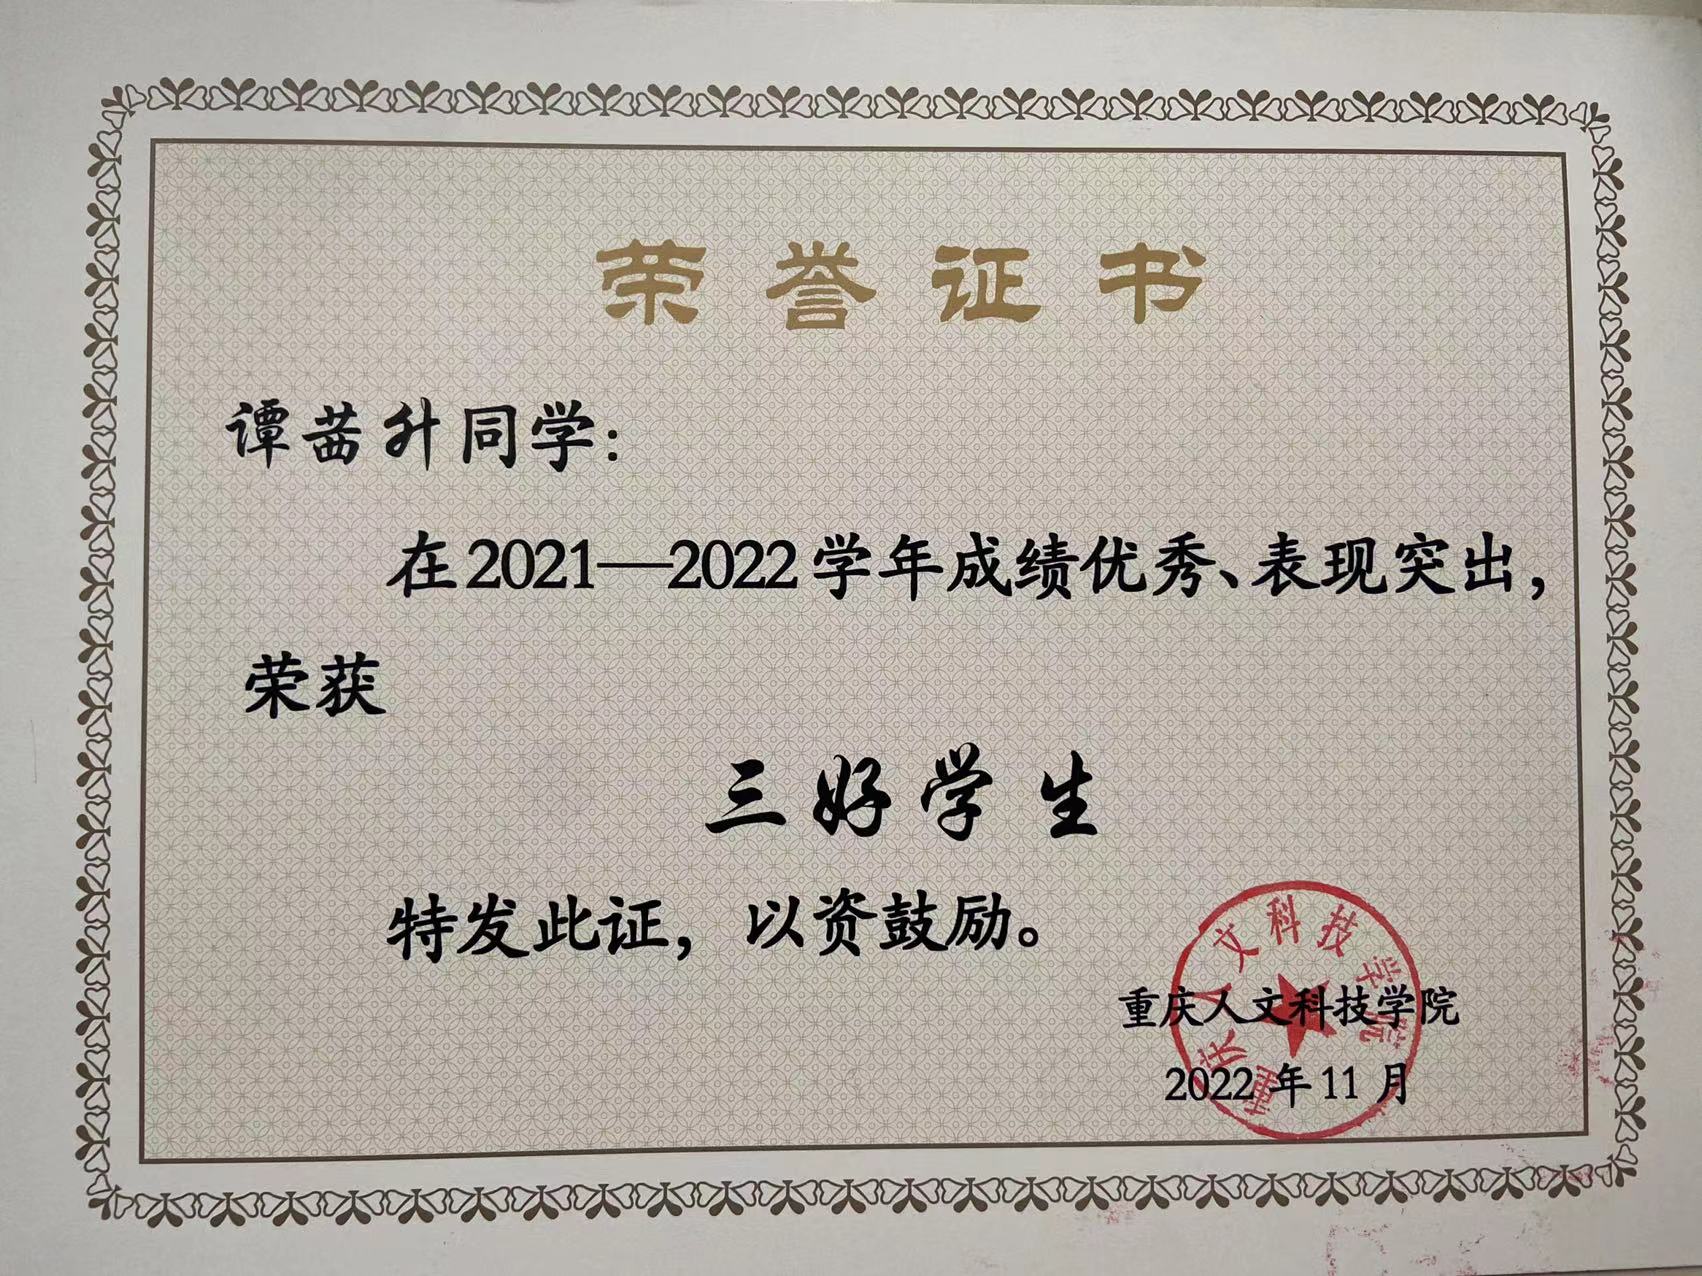 荣誉证书
谭茜升同学：
在2021—2022学年成绩优秀、表现突出，
荣获
三好学生
特发此证，以资鼓励。
重庆人文科技学院
重庆人文科技学院
2022年11月